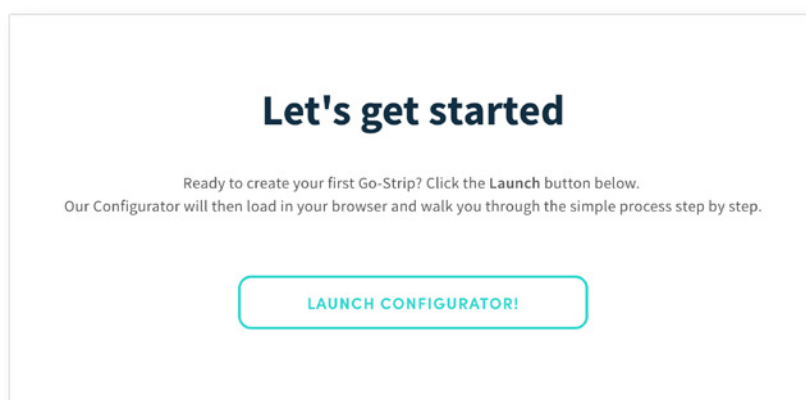 Let's get started
Ready to create your first Go-Strip? Click the Launch button below.
Our Configurator will then load in your browser and walk you through the simple process step by step.
LAUNCH CONFIGURATOR!